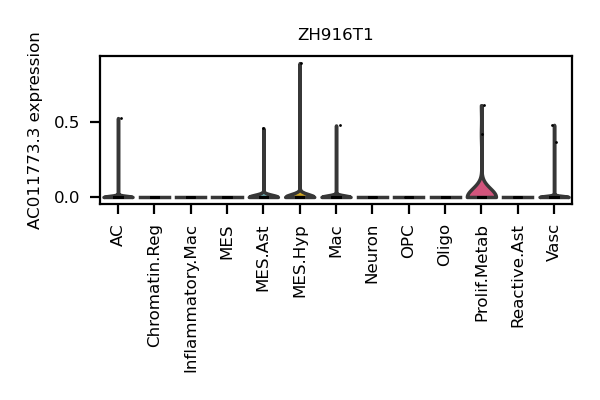 ZH916T1
AC011773.3 expression
0.5
0.0
AC
Chromatin.Reg
Inflammatory.Mac
MES
MES.Ast
MES.Hyp
Mac
Neuron
OPC
Oligo
Prolif.Metab
Reactive.Ast
Vasc